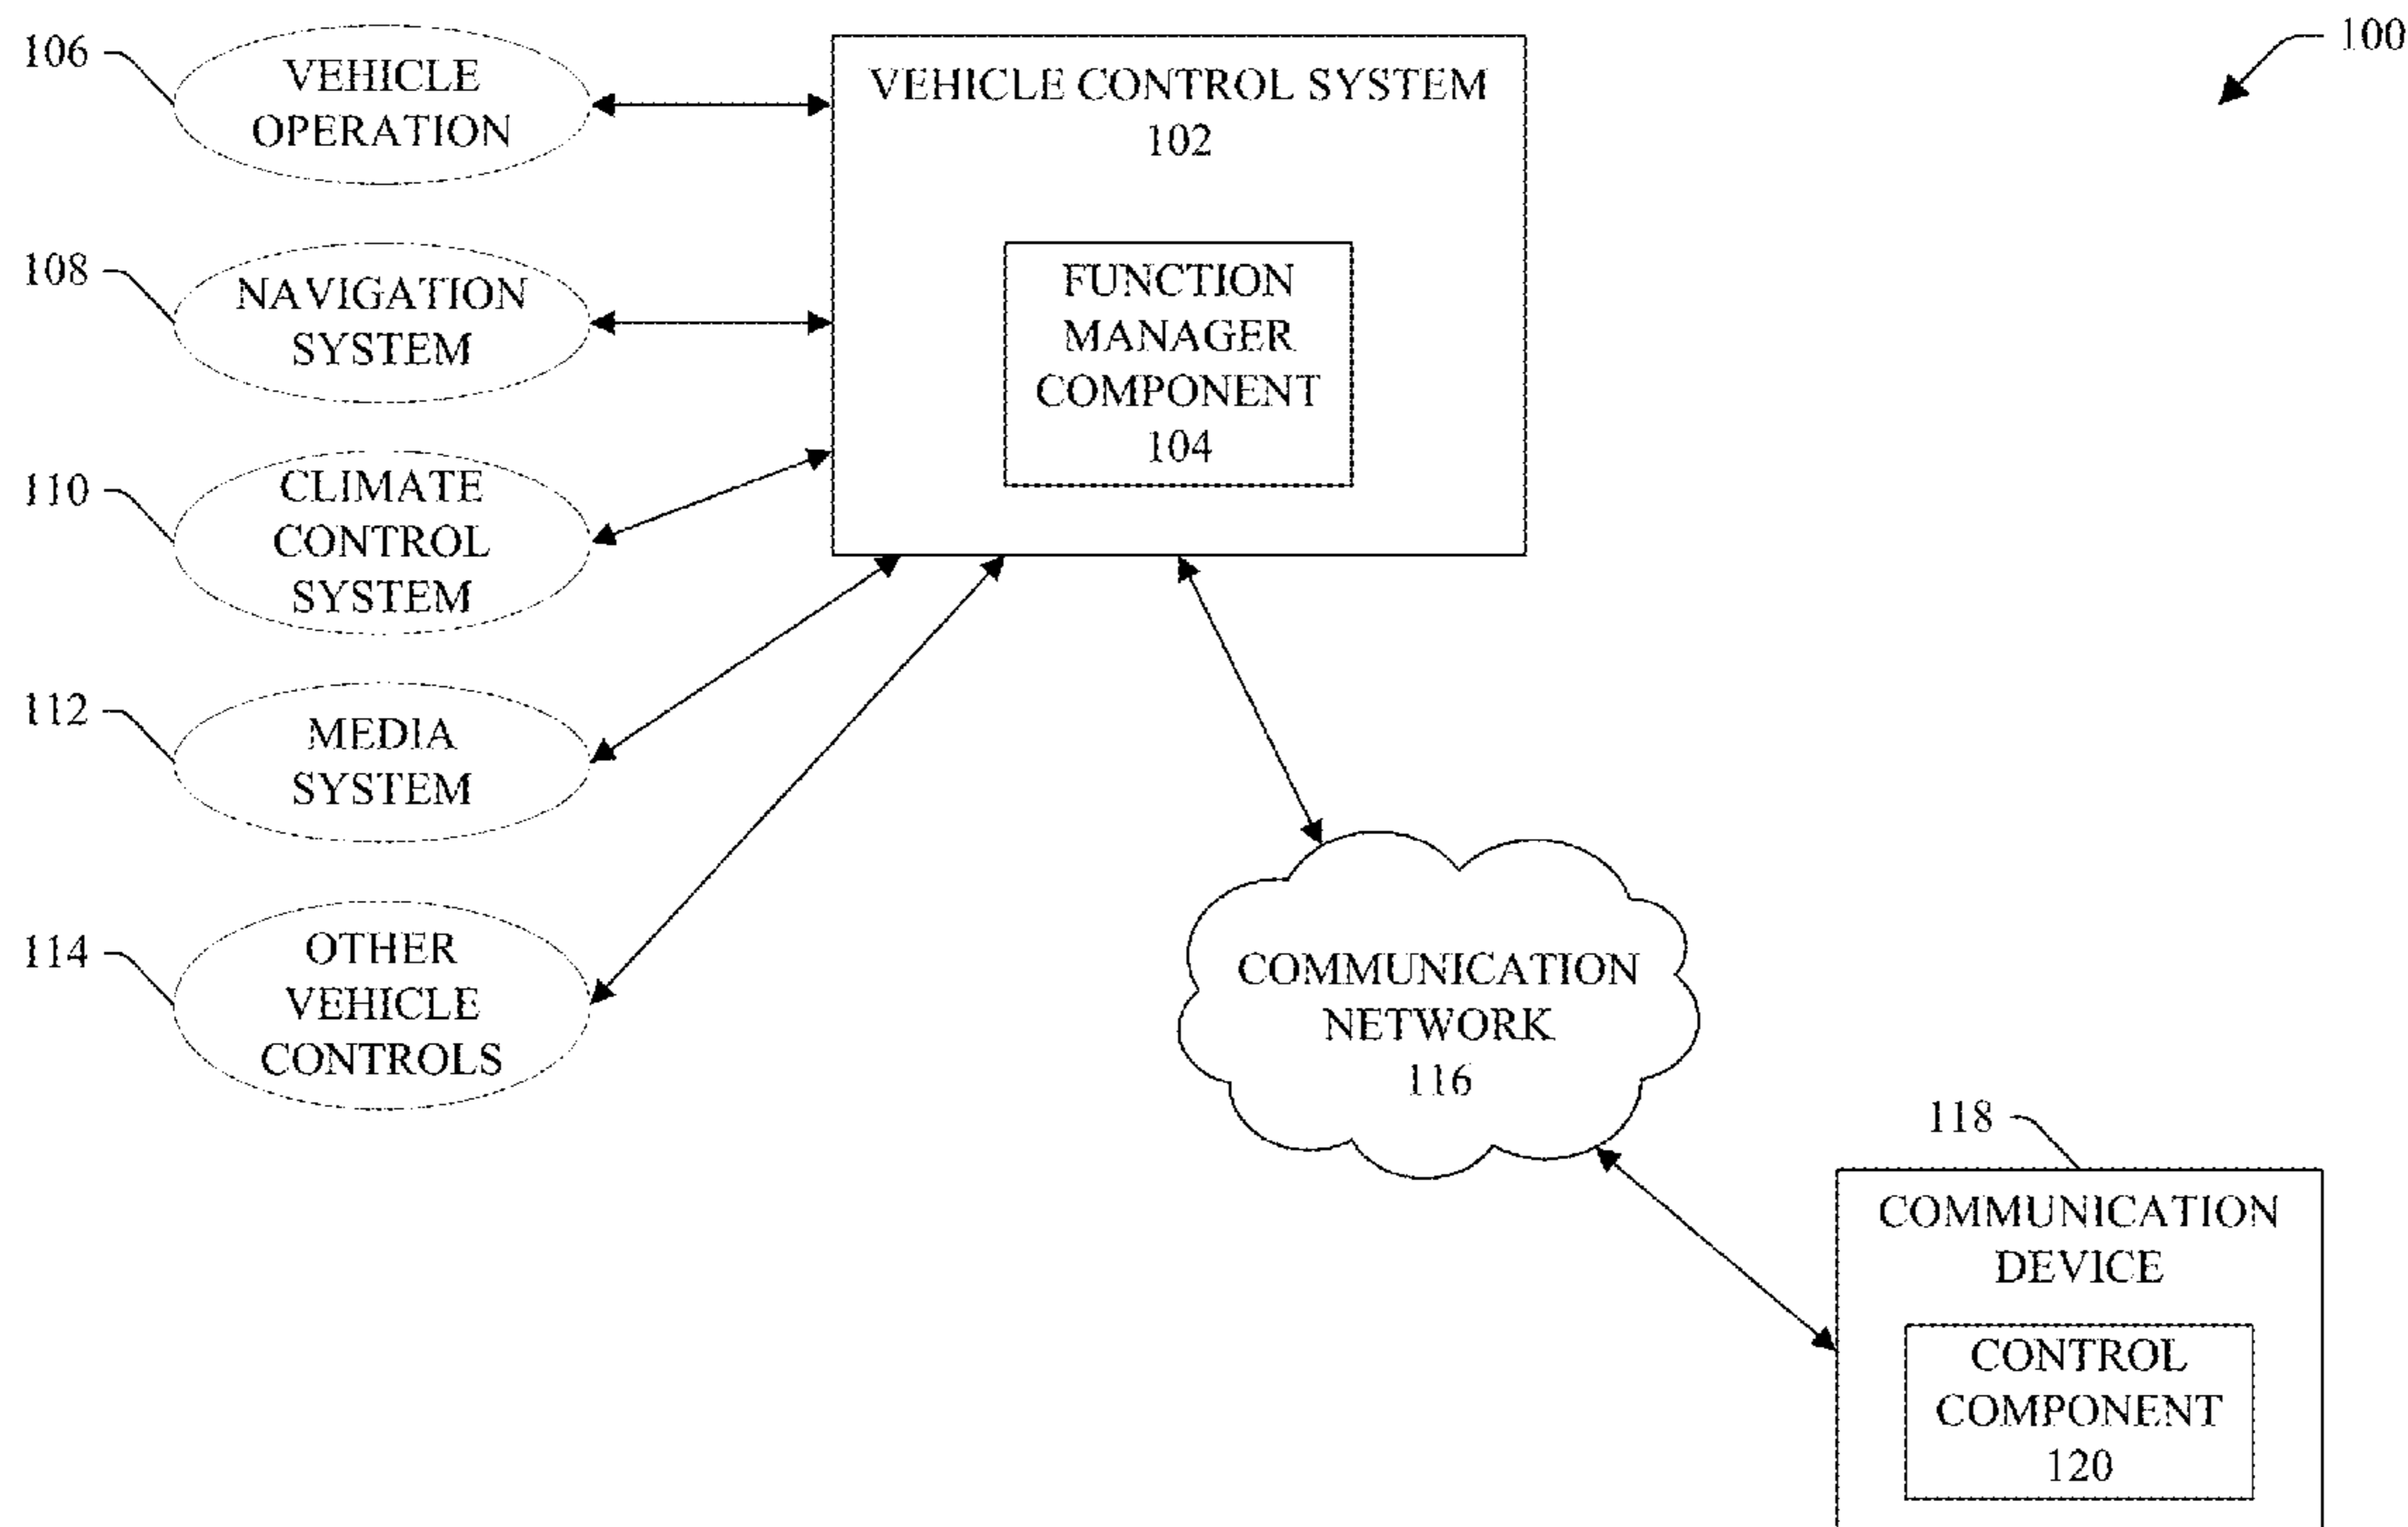 100
106
VEHICLE
OPERATION
VEHICLE CONTROL SYSTEM
102
108
NAVIGATION
SYSTEM
FUNCTION
MANAGER
COMPONENT
104
110
CLIMATE
CONTROL
SYSTEM
112
MEDIA
SYSTEM
114
OTHER
VEHICLE
CONTROLS
COMMUNICATION
NETWORK
116
118
COMMUNICATION
DEVICE
CONTROL
COMPONENT
120